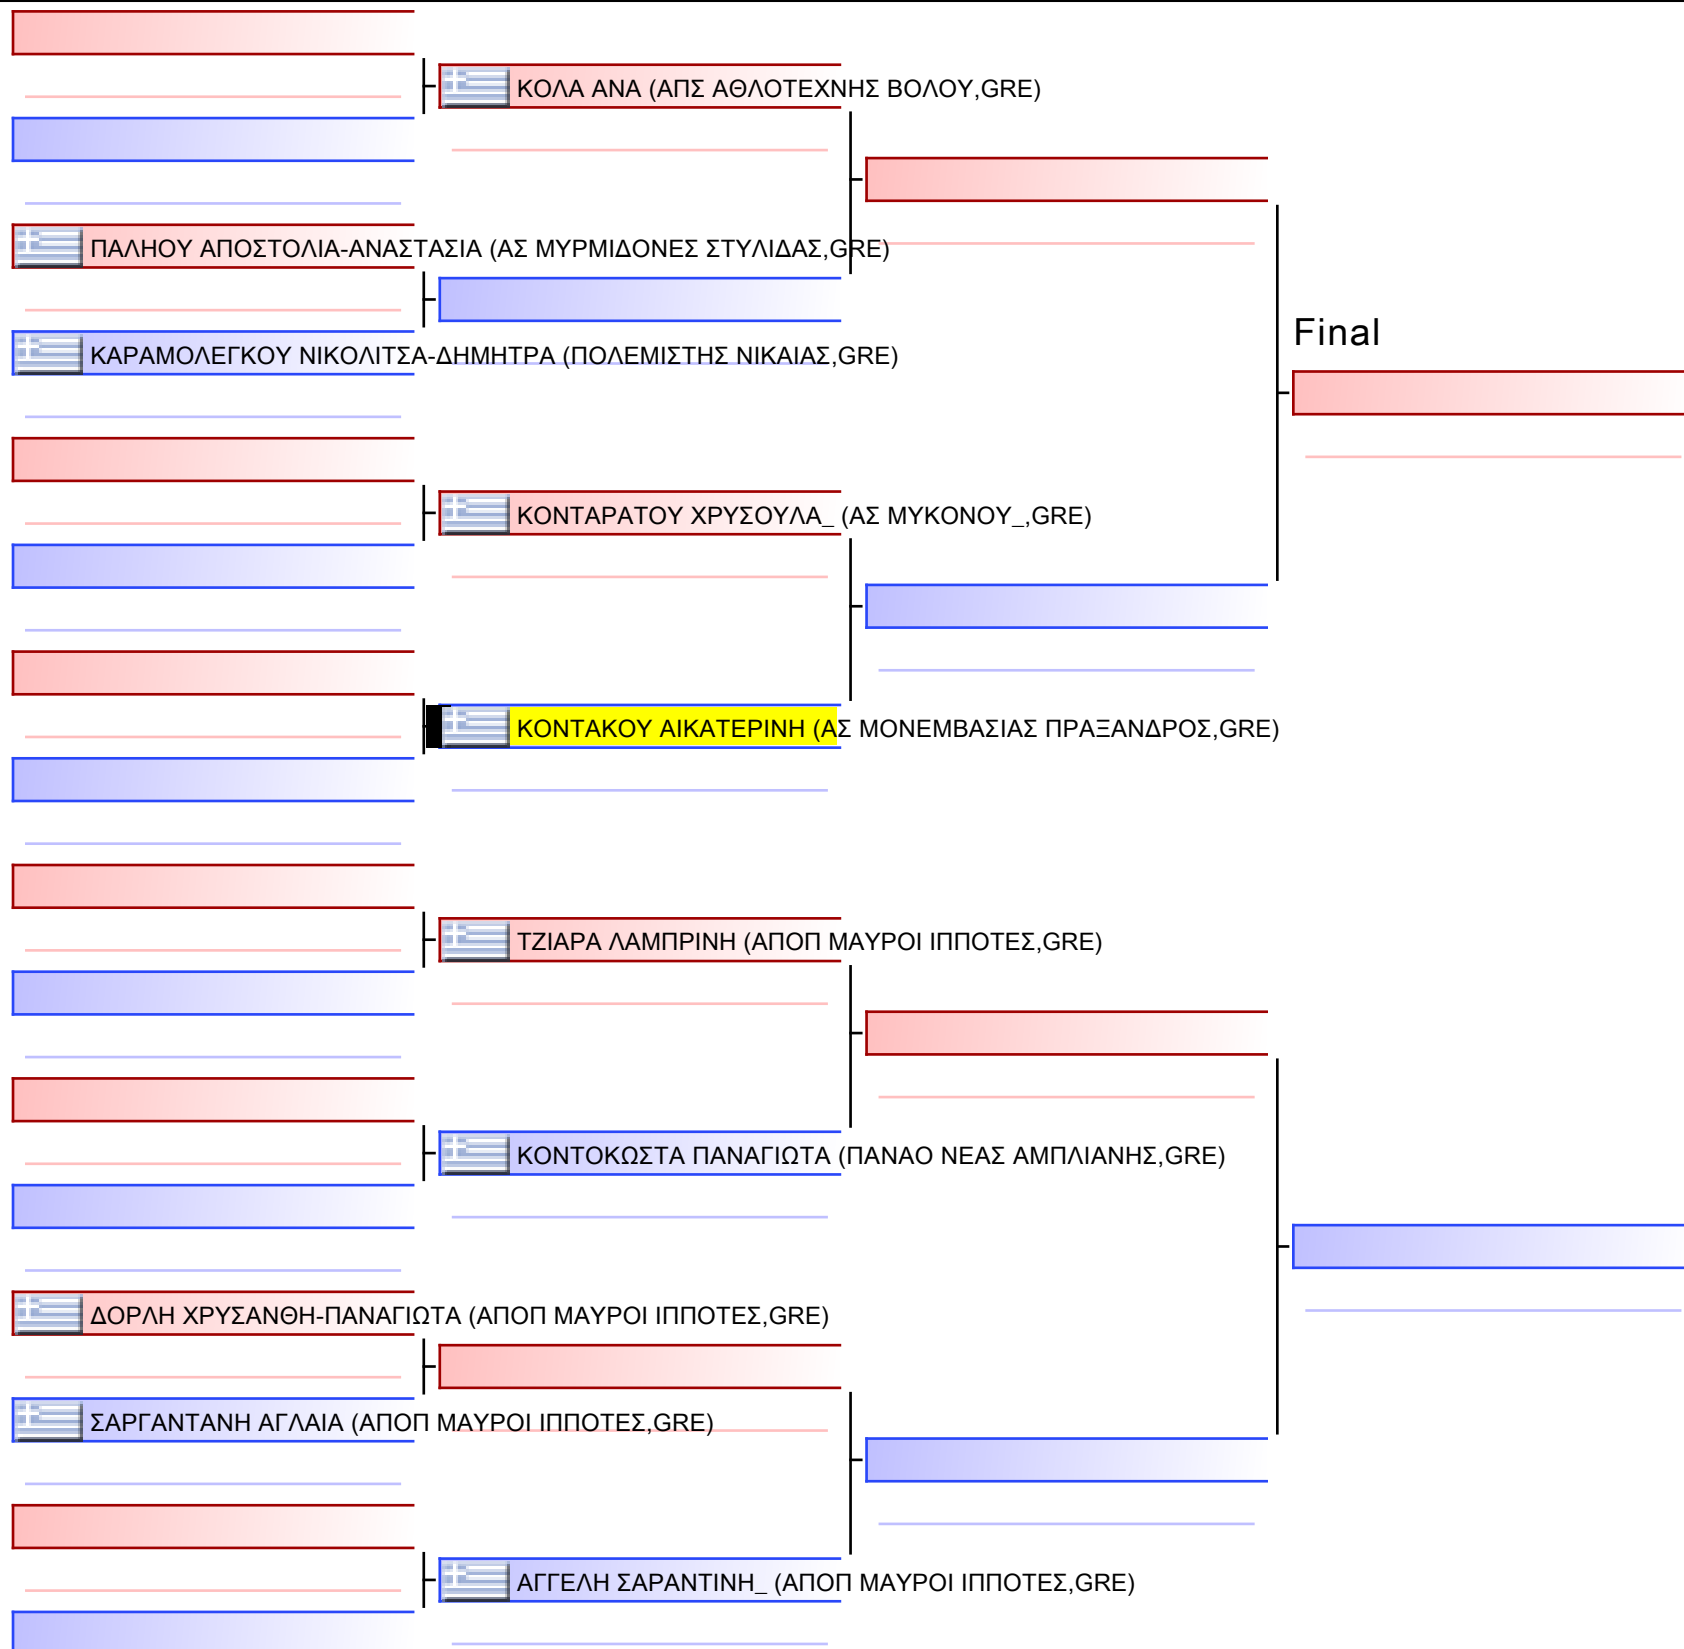 ΚΟΛΑ ΑΝΑ (ΑΠΣ ΑΘΛΟΤΕΧΝΗΣ ΒΟΛΟΥ,GRE)
ΠΑΛΗΟΥ ΑΠΟΣΤΟΛΙΑ-ΑΝΑΣΤΑΣΙΑ (ΑΣ ΜΥΡΜΙΔΟΝΕΣ ΣΤΥΛΙΔΑΣ,GRE)
Final
ΚΑΡΑΜΟΛΕΓΚΟΥ ΝΙΚΟΛΙΤΣΑ-ΔΗΜΗΤΡΑ (ΠΟΛΕΜΙΣΤΗΣ ΝΙΚΑΙΑΣ,GRE)
ΚΟΝΤΑΡΑΤΟΥ ΧΡΥΣΟΥΛΑ_ (ΑΣ ΜΥΚΟΝΟΥ_,GRE)
ΚΟΝΤΑΚΟΥ ΑΙΚΑΤΕΡΙΝΗ (ΑΣ ΜΟΝΕΜΒΑΣΙΑΣ ΠΡΑΞΑΝΔΡΟΣ,GRE)
ΤΖΙΑΡΑ ΛΑΜΠΡΙΝΗ (ΑΠΟΠ ΜΑΥΡΟΙ ΙΠΠΟΤΕΣ,GRE)
ΚΟΝΤΟΚΩΣΤΑ ΠΑΝΑΓΙΩΤΑ (ΠΑΝΑΟ ΝΕΑΣ ΑΜΠΛΙΑΝΗΣ,GRE)
ΔΟΡΛΗ ΧΡΥΣΑΝΘΗ-ΠΑΝΑΓΙΩΤΑ (ΑΠΟΠ ΜΑΥΡΟΙ ΙΠΠΟΤΕΣ,GRE)
ΣΑΡΓΑΝΤΑΝΗ ΑΓΛΑΙΑ (ΑΠΟΠ ΜΑΥΡΟΙ ΙΠΠΟΤΕΣ,GRE)
ΑΓΓΕΛΗ ΣΑΡΑΝΤΙΝΗ_ (ΑΠΟΠ ΜΑΥΡΟΙ ΙΠΠΟΤΕΣ,GRE)